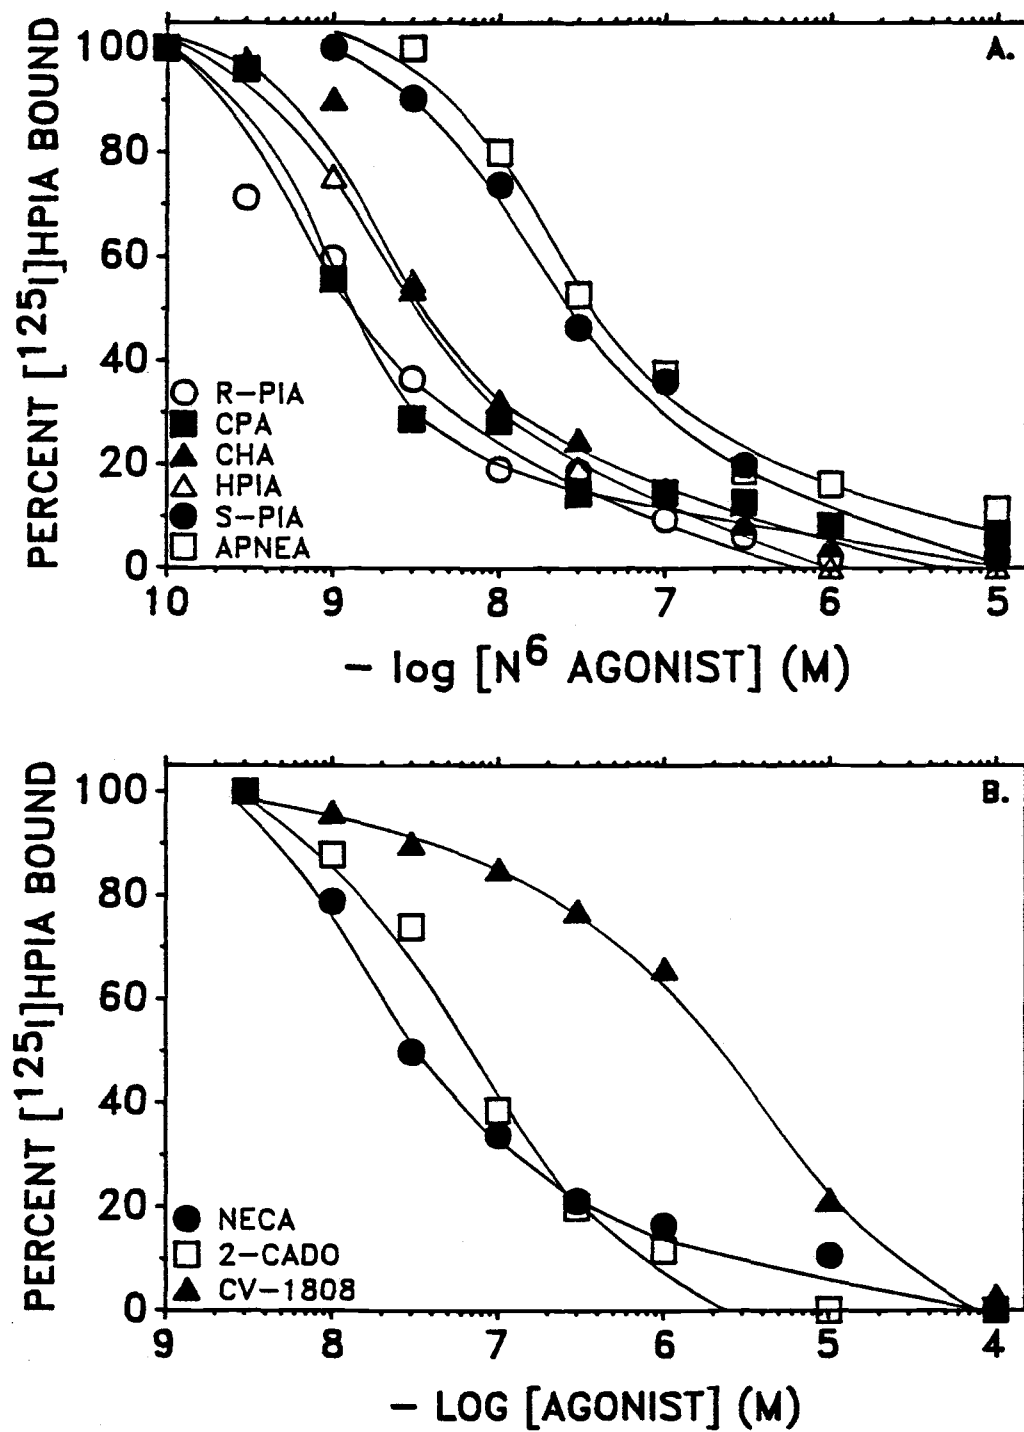 A.
PERCENT [125I]HPIA BOUND
100
80
60
40
20
0
R-PIA
CPA
CHA
HPIA
S-PIA
APNEA
10 9 8 7 6 5
- log [N6 AGONIST] (M)
B.
PERCENT [125I]HPIA BOUND
100
80
60
40
20
0
NECA
2-CADO
CV-1808
9 8 7 6 5 4
- LOG [AGONIST] (M)